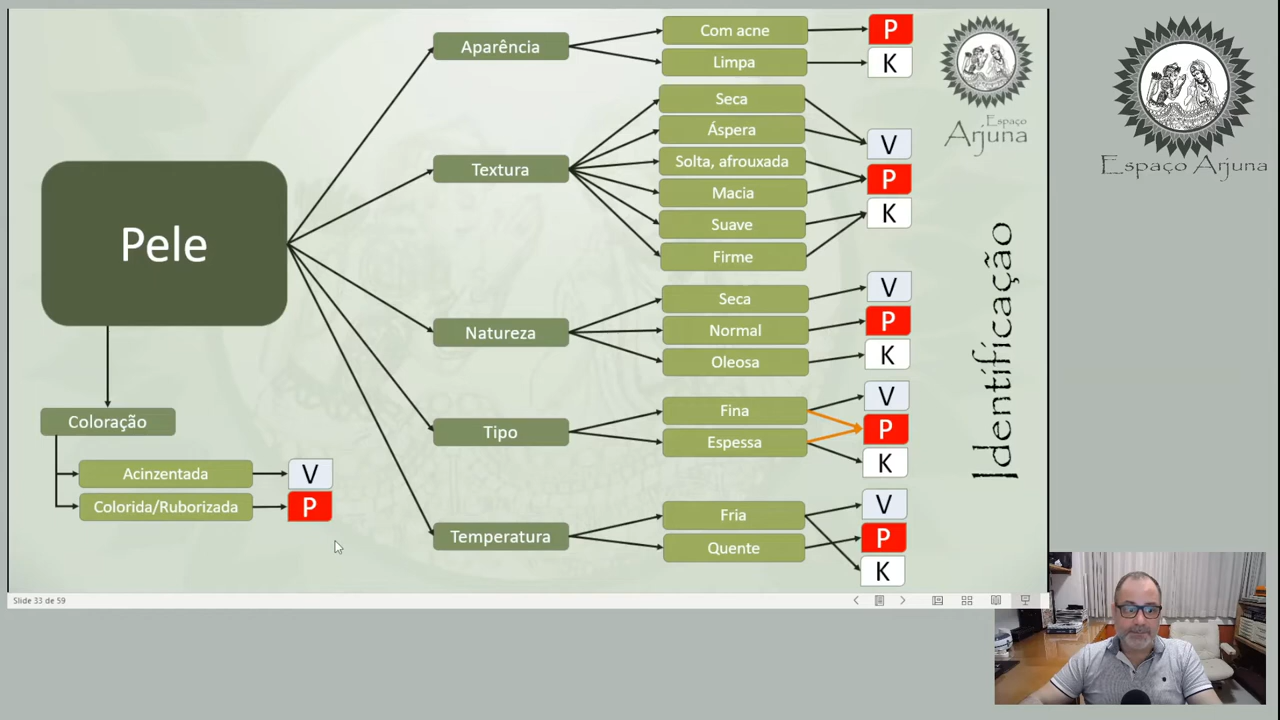 Pele
Coloração
Acinzentada
V
Colorida/Ruborizada
P
Aparência
Com acne
P
Limpa
K
Textura
Seca
Áspera
Solta, afrouxada
Macia
Suave
Firme
V
P
K
Natureza
Seca
V
Normal
P
Oleosa
K
Tipo
Fina
Espessa
V
P
K
Temperatura
Fria
Quente
V
P
K
Espaço
Arjuna
Identificação
Espaço Arjuna
Slide 33 de 59